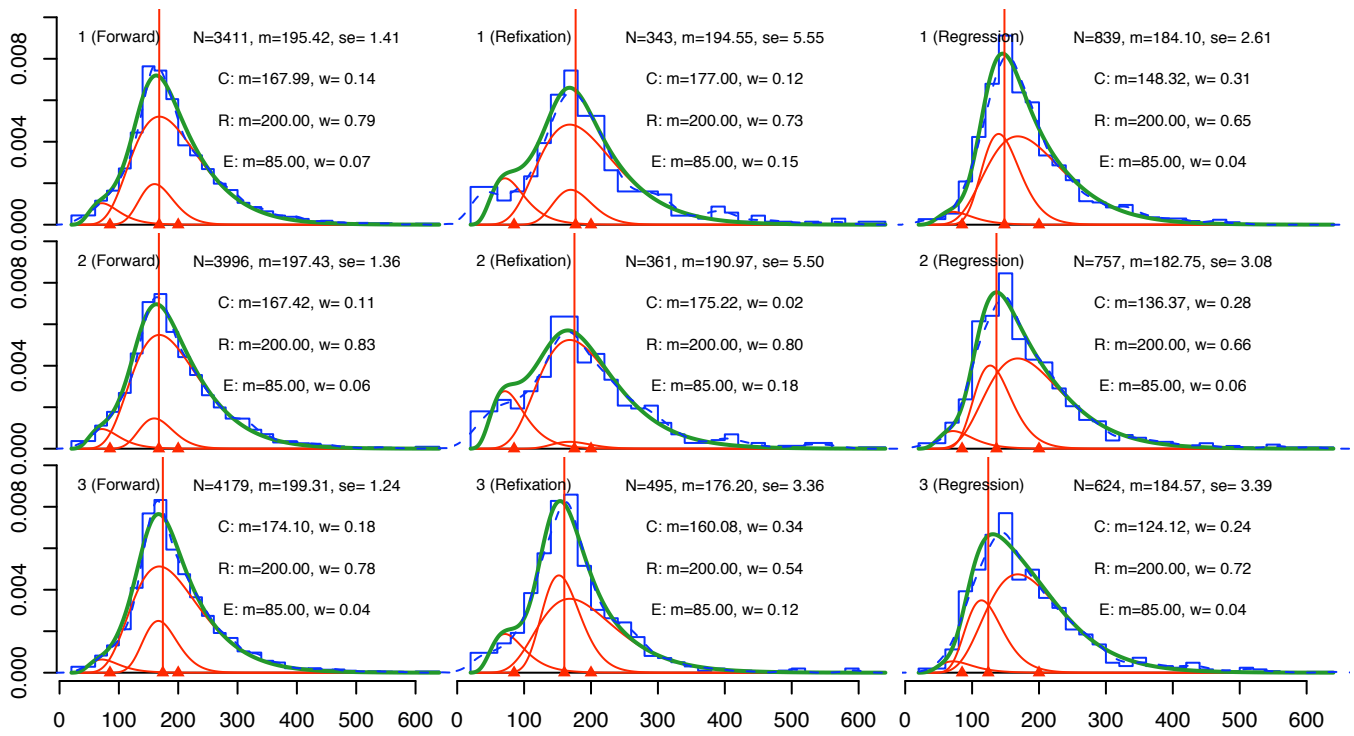 0.008
0.004
0.000
1 (Forward) N=3411, m=195.42, se= 1.41
C: m=167.99, w= 0.14
R: m=200.00, w= 0.79
E: m=85.00, w= 0.07
1 (Refixation) N=343, m=194.55, se= 5.55
C: m=177.00, w= 0.12
R: m=200.00, w= 0.73
E: m=85.00, w= 0.15
1 (Regression) N=839, m=184.10, se= 2.61
C: m=148.32, w= 0.31
R: m=200.00, w= 0.65
E: m=85.00, w= 0.04
0.008
0.004
0.000
2 (Forward) N=3996, m=197.43, se= 1.36
C: m=167.42, w= 0.11
R: m=200.00, w= 0.83
E: m=85.00, w= 0.06
2 (Refixation) N=361, m=190.97, se= 5.50
C: m=175.22, w= 0.02
R: m=200.00, w= 0.80
E: m=85.00, w= 0.18
2 (Regression) N=757, m=182.75, se= 3.08
C: m=136.37, w= 0.28
R: m=200.00, w= 0.66
E: m=85.00, w= 0.06
0.008
0.004
0.000
3 (Forward) N=4179, m=199.31, se= 1.24
C: m=174.10, w= 0.18
R: m=200.00, w= 0.78
E: m=85.00, w= 0.04
3 (Refixation) N=495, m=176.20, se= 3.36
C: m=160.08, w= 0.34
R: m=200.00, w= 0.54
E: m=85.00, w= 0.12
3 (Regression) N=624, m=184.57, se= 3.39
C: m=124.12, w= 0.24
R: m=200.00, w= 0.72
E: m=85.00, w= 0.04
0 100 200 300 400 500 600 0 100 200 300 400 500 600 0 100 200 300 400 500 600